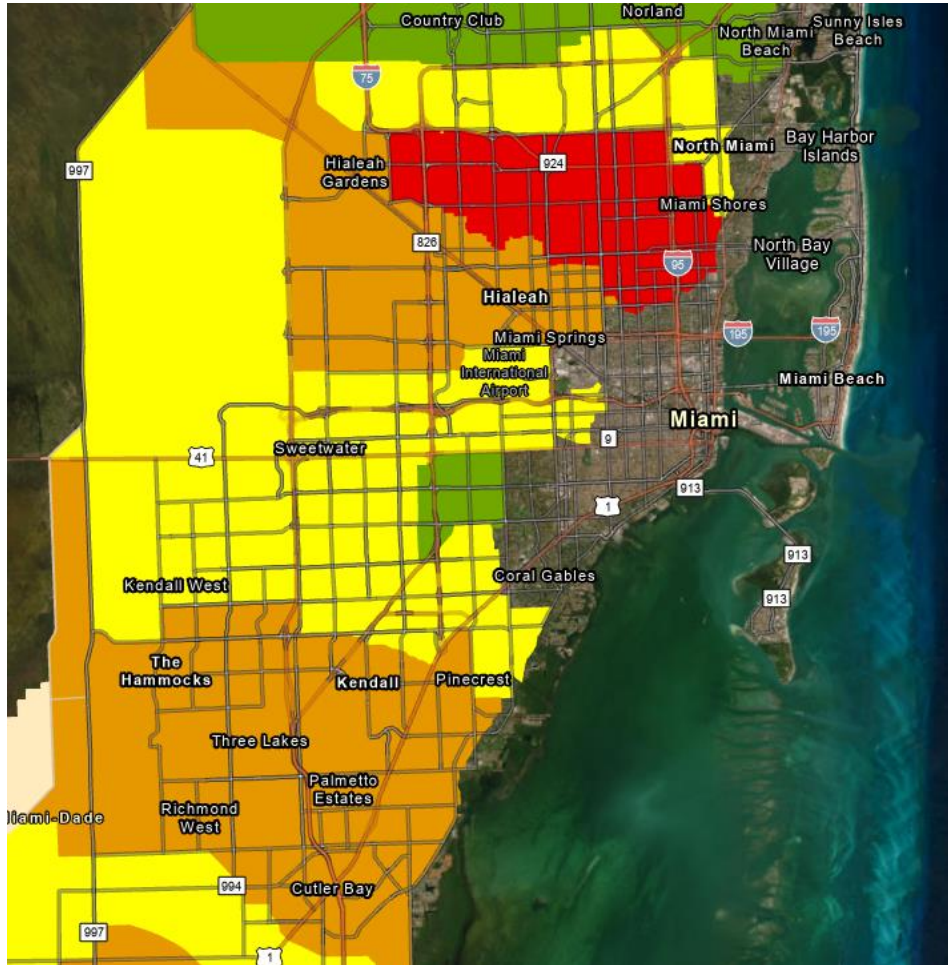 Country Club
Norland
North Miami
Beach
Sunny Isles
Beach
75
997
924
North Miami
Bay Harbor
Islands
Hialeah
Gardens
Miami Shores
826
North Bay
Village
95
Hialeah
195
195
Miami Springs
Miami
International
Airport
Miami Beach
Miami
9
Sweetwater
41
913
1
913
Coral Gables
Kendall West
913
The
Hammocks
Kendall
Pinecrest
Three Lakes
Palmetto
Estates
Richmond
West
Miami-Dade
994
Cutler Bay
997
1